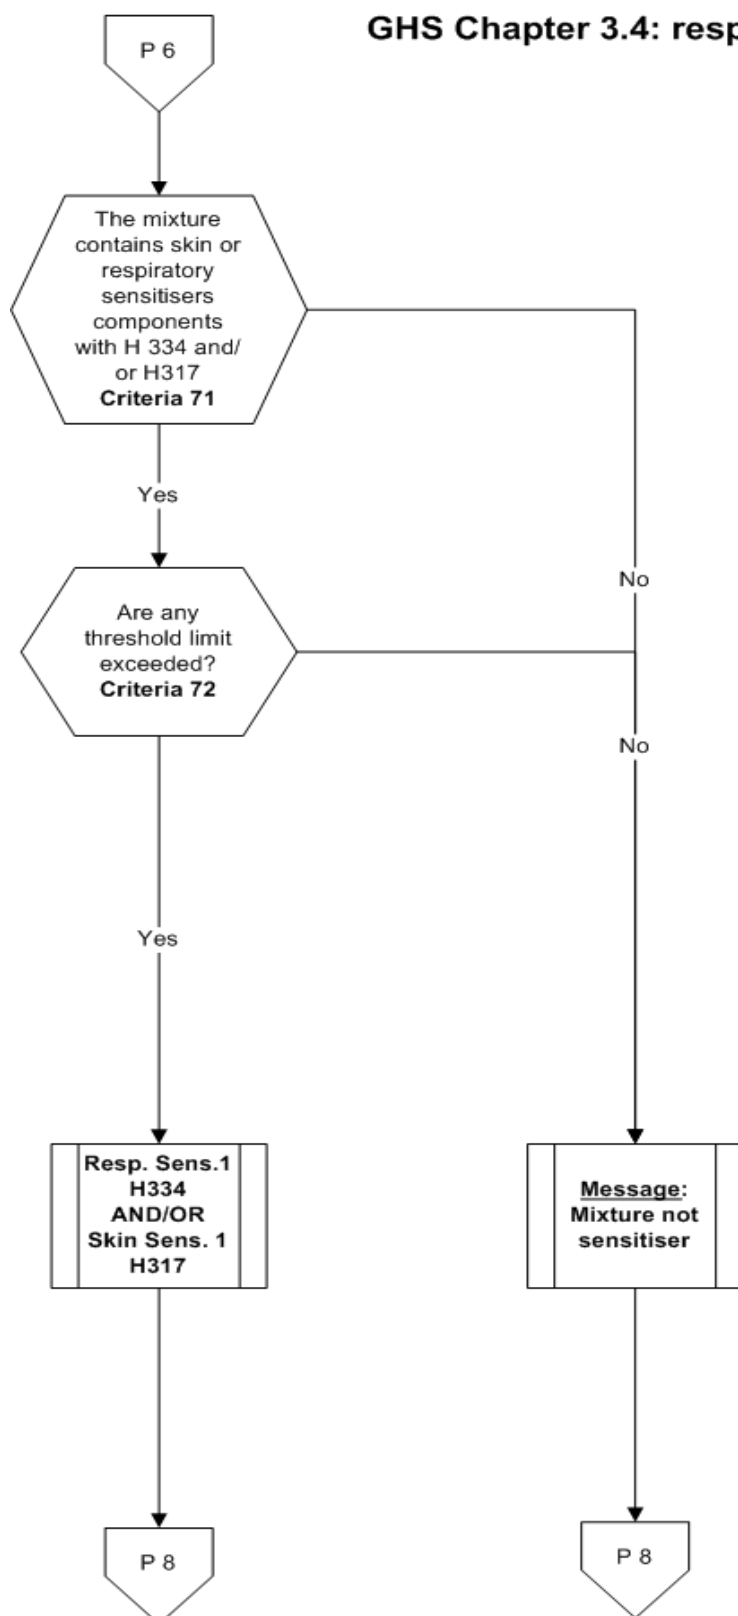 GHS Chapter 3.4: resp
P 6
The mixture
contains skin or
respiratory
sensitisers
components
with H 334 and/
or H317
Criteria 71
Yes
No
Are any
threshold limit
exceeded?
Criteria 72
No
Yes
Resp. Sens.1
H334
AND/OR
Skin Sens. 1
H317
Message:
Mixture not
sensitiser
P 8
P 8